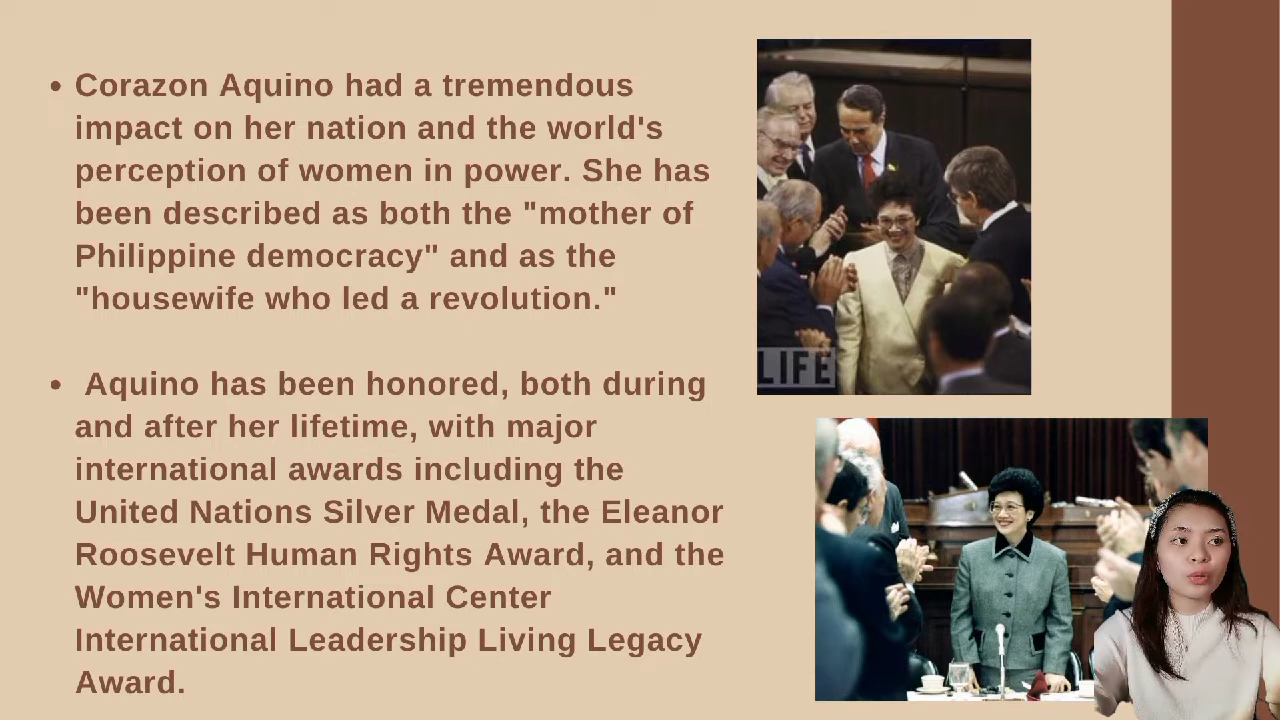 • Corazon Aquino had a tremendous
impact on her nation and the world's
perception of women in power. She has
been described as both the "mother of
Philippine democracy" and as the
"housewife who led a revolution."
• Aquino has been honored, both during
and after her lifetime, with major
international awards including the
United Nations Silver Medal, the Eleanor
Roosevelt Human Rights Award, and the
Women's International Center
International Leadership Living Legacy
Award.
LIFE